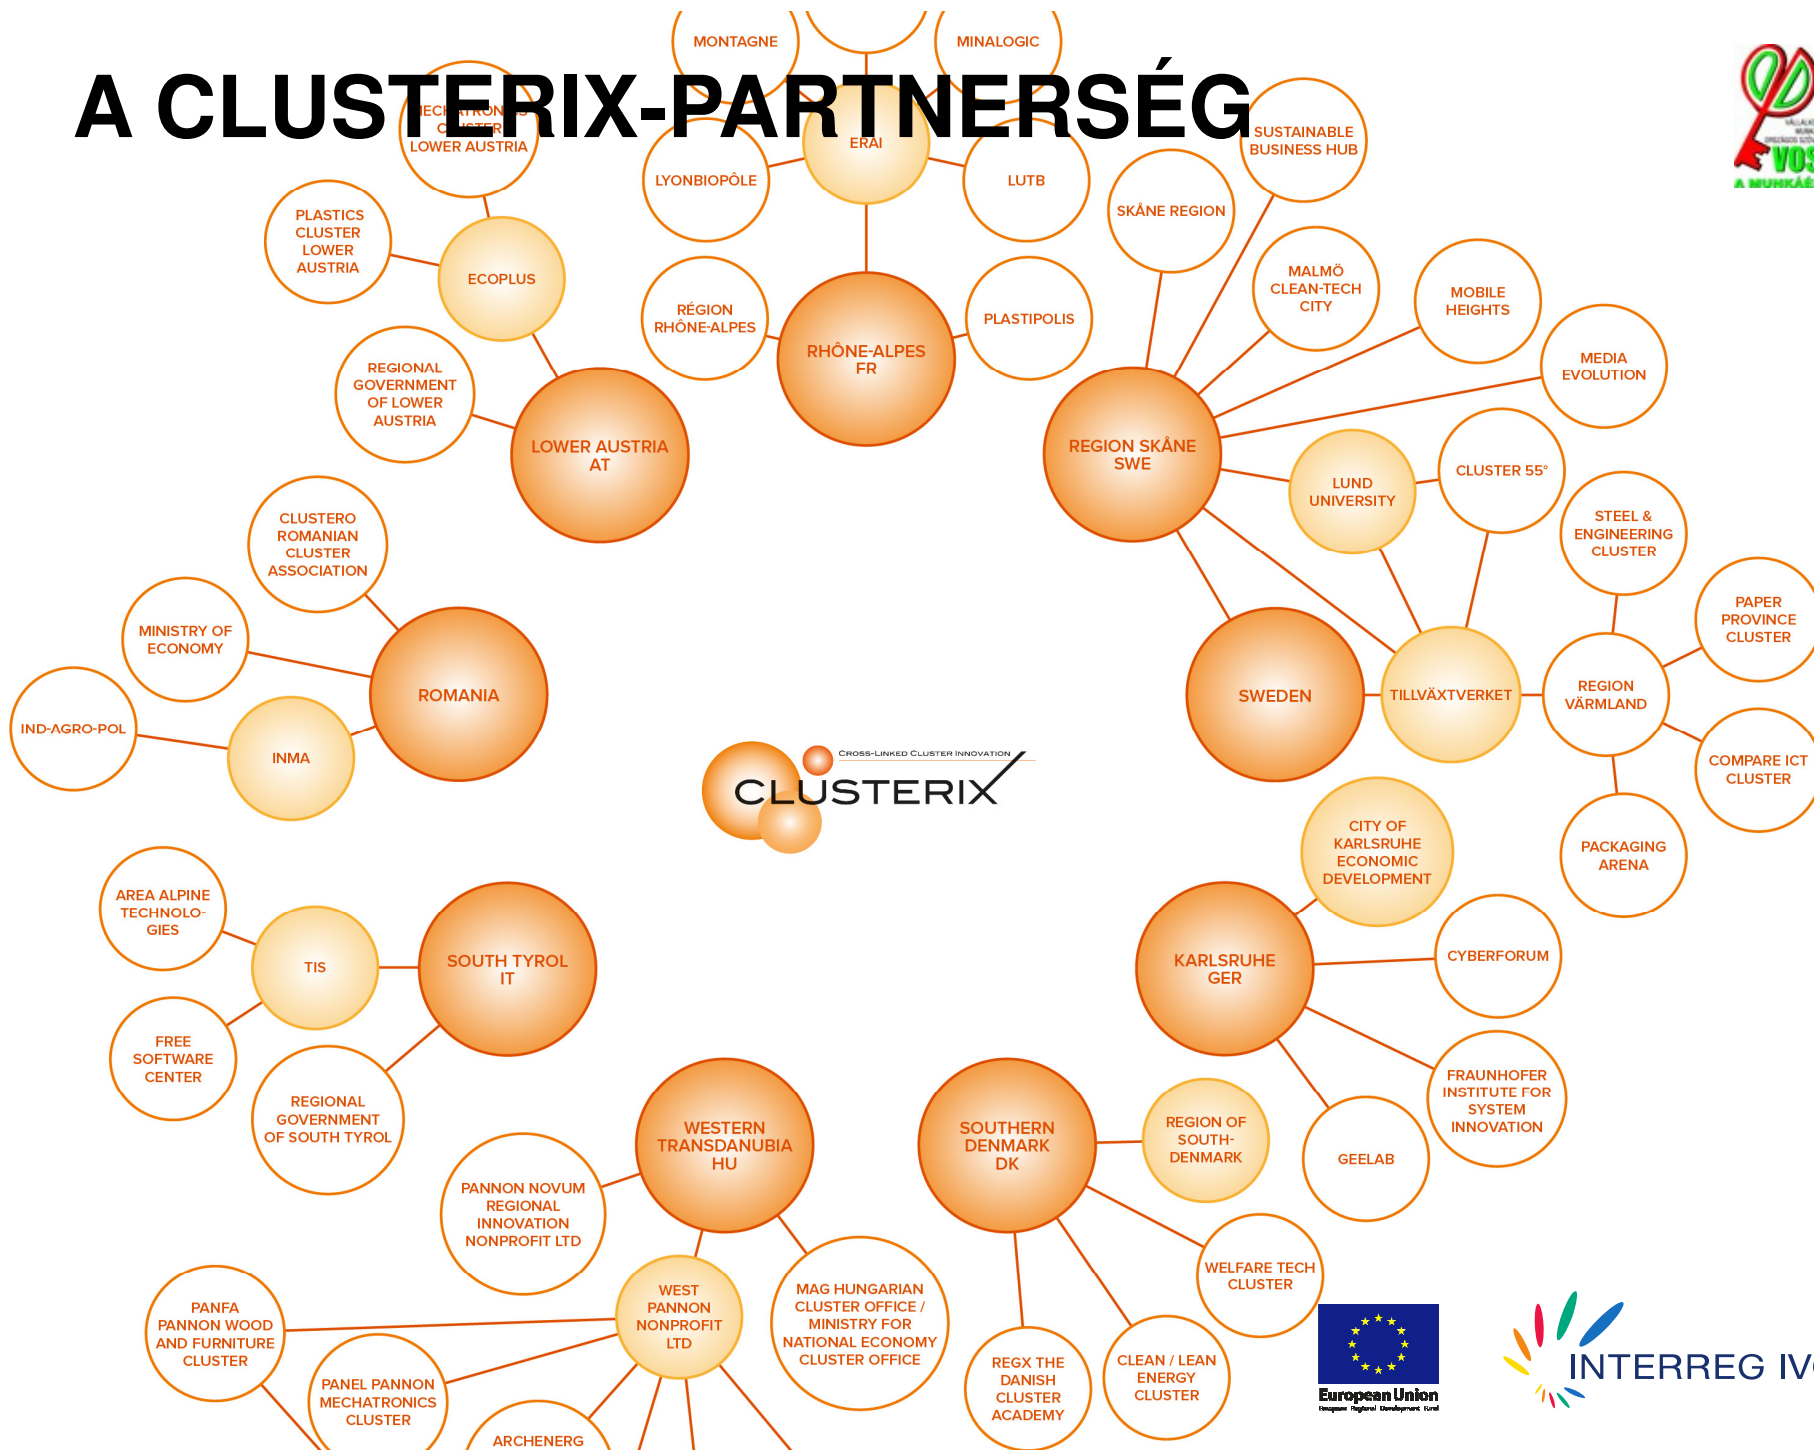 MONTAGNE
MINALOGIC
A CLUSTERIX-PARTNERSÉG
CLUSTER
LOWER AUSTRIA
ERAI
LYONBIOPÔLE
LUTB
SUSTAINABLE
BUSINESS HUB
VOS
A MUNKÁÉ
PLASTICS
CLUSTER
LOWER
AUSTRIA
ECOPLUS
SKÅNE REGION
RÉGION
RHÔNE-ALPES
RHÔNE-ALPES
FR
PLASTIPOLIS
MALMÖ
CLEAN-TECH
CITY
MOBILE
HEIGHTS
MEDIA
EVOLUTION
REGIONAL
GOVERNMENT
OF LOWER
AUSTRIA
LOWER AUSTRIA
AT
REGION SKÅNE
SWE
LUND
UNIVERSITY
CLUSTER 55°
STEEL &
ENGINEERING
CLUSTER
CLUSTERO
ROMANIAN
CLUSTER
ASSOCIATION
MINISTRY OF
ECONOMY
ROMANIA
IND-AGRO-POL
INMA
SWEDEN
TILLVÄXTVERKET
REGION
VÄRMLAND
PAPER
PROVINCE
CLUSTER
COMPARE ICT
CLUSTER
PACKAGING
ARENA
CROSS-LINKED CLUSTER INNOVATION
CLUSTERIX
CITY OF
KARLSRUHE
ECONOMIC
DEVELOPMENT
AREA ALPINE
TECHNOLO-
GIES
TIS
SOUTH TYROL
IT
FREE
SOFTWARE
CENTER
REGIONAL
GOVERNMENT
OF SOUTH TYROL
KARLSRUHE
GER
CYBERFORUM
FRAUNHOFER
INSTITUTE FOR
SYSTEM
INNOVATION
GEELAB
WESTERN
TRANSDANUBIA
HU
SOUTHERN
DENMARK
DK
REGION OF
SOUTH-
DENMARK
PANNON NOVUM
REGIONAL
INNOVATION
NONPROFIT LTD
WEST
PANNON
NONPROFIT
LTD
MAG HUNGARIAN
CLUSTER OFFICE /
MINISTRY FOR
NATIONAL ECONOMY
CLUSTER OFFICE
WELFARE TECH
CLUSTER
PANFA
PANNON WOOD
AND FURNITURE
CLUSTER
PANEL PANNON
MECHATRONICS
CLUSTER
ARCHENERG
REGX THE
DANISH
CLUSTER
ACADEMY
CLEAN / LEAN
ENERGY
CLUSTER
European Union
European Regional Development Fund
INTERREG IV